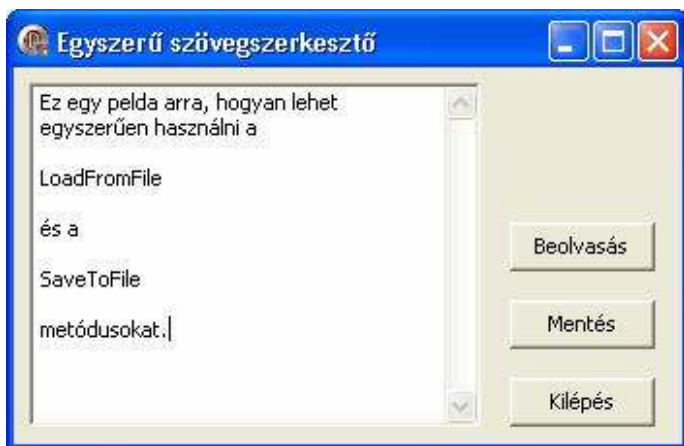 Egyszerű szövegszerkesztő
Ez egy pelda arra, hogyan lehet
egyszerűen használni a
LoadFromFile
és a
SaveToFile
metódusokat.
Beolvasás
Mentés
Kilépés